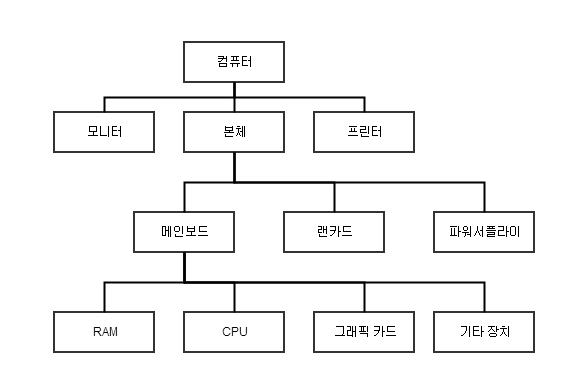 컴퓨터
모니터
본체
프린터
메인보드
랜카드
파워서플라이
RAM
CPU
그래픽 카드
기타 장치